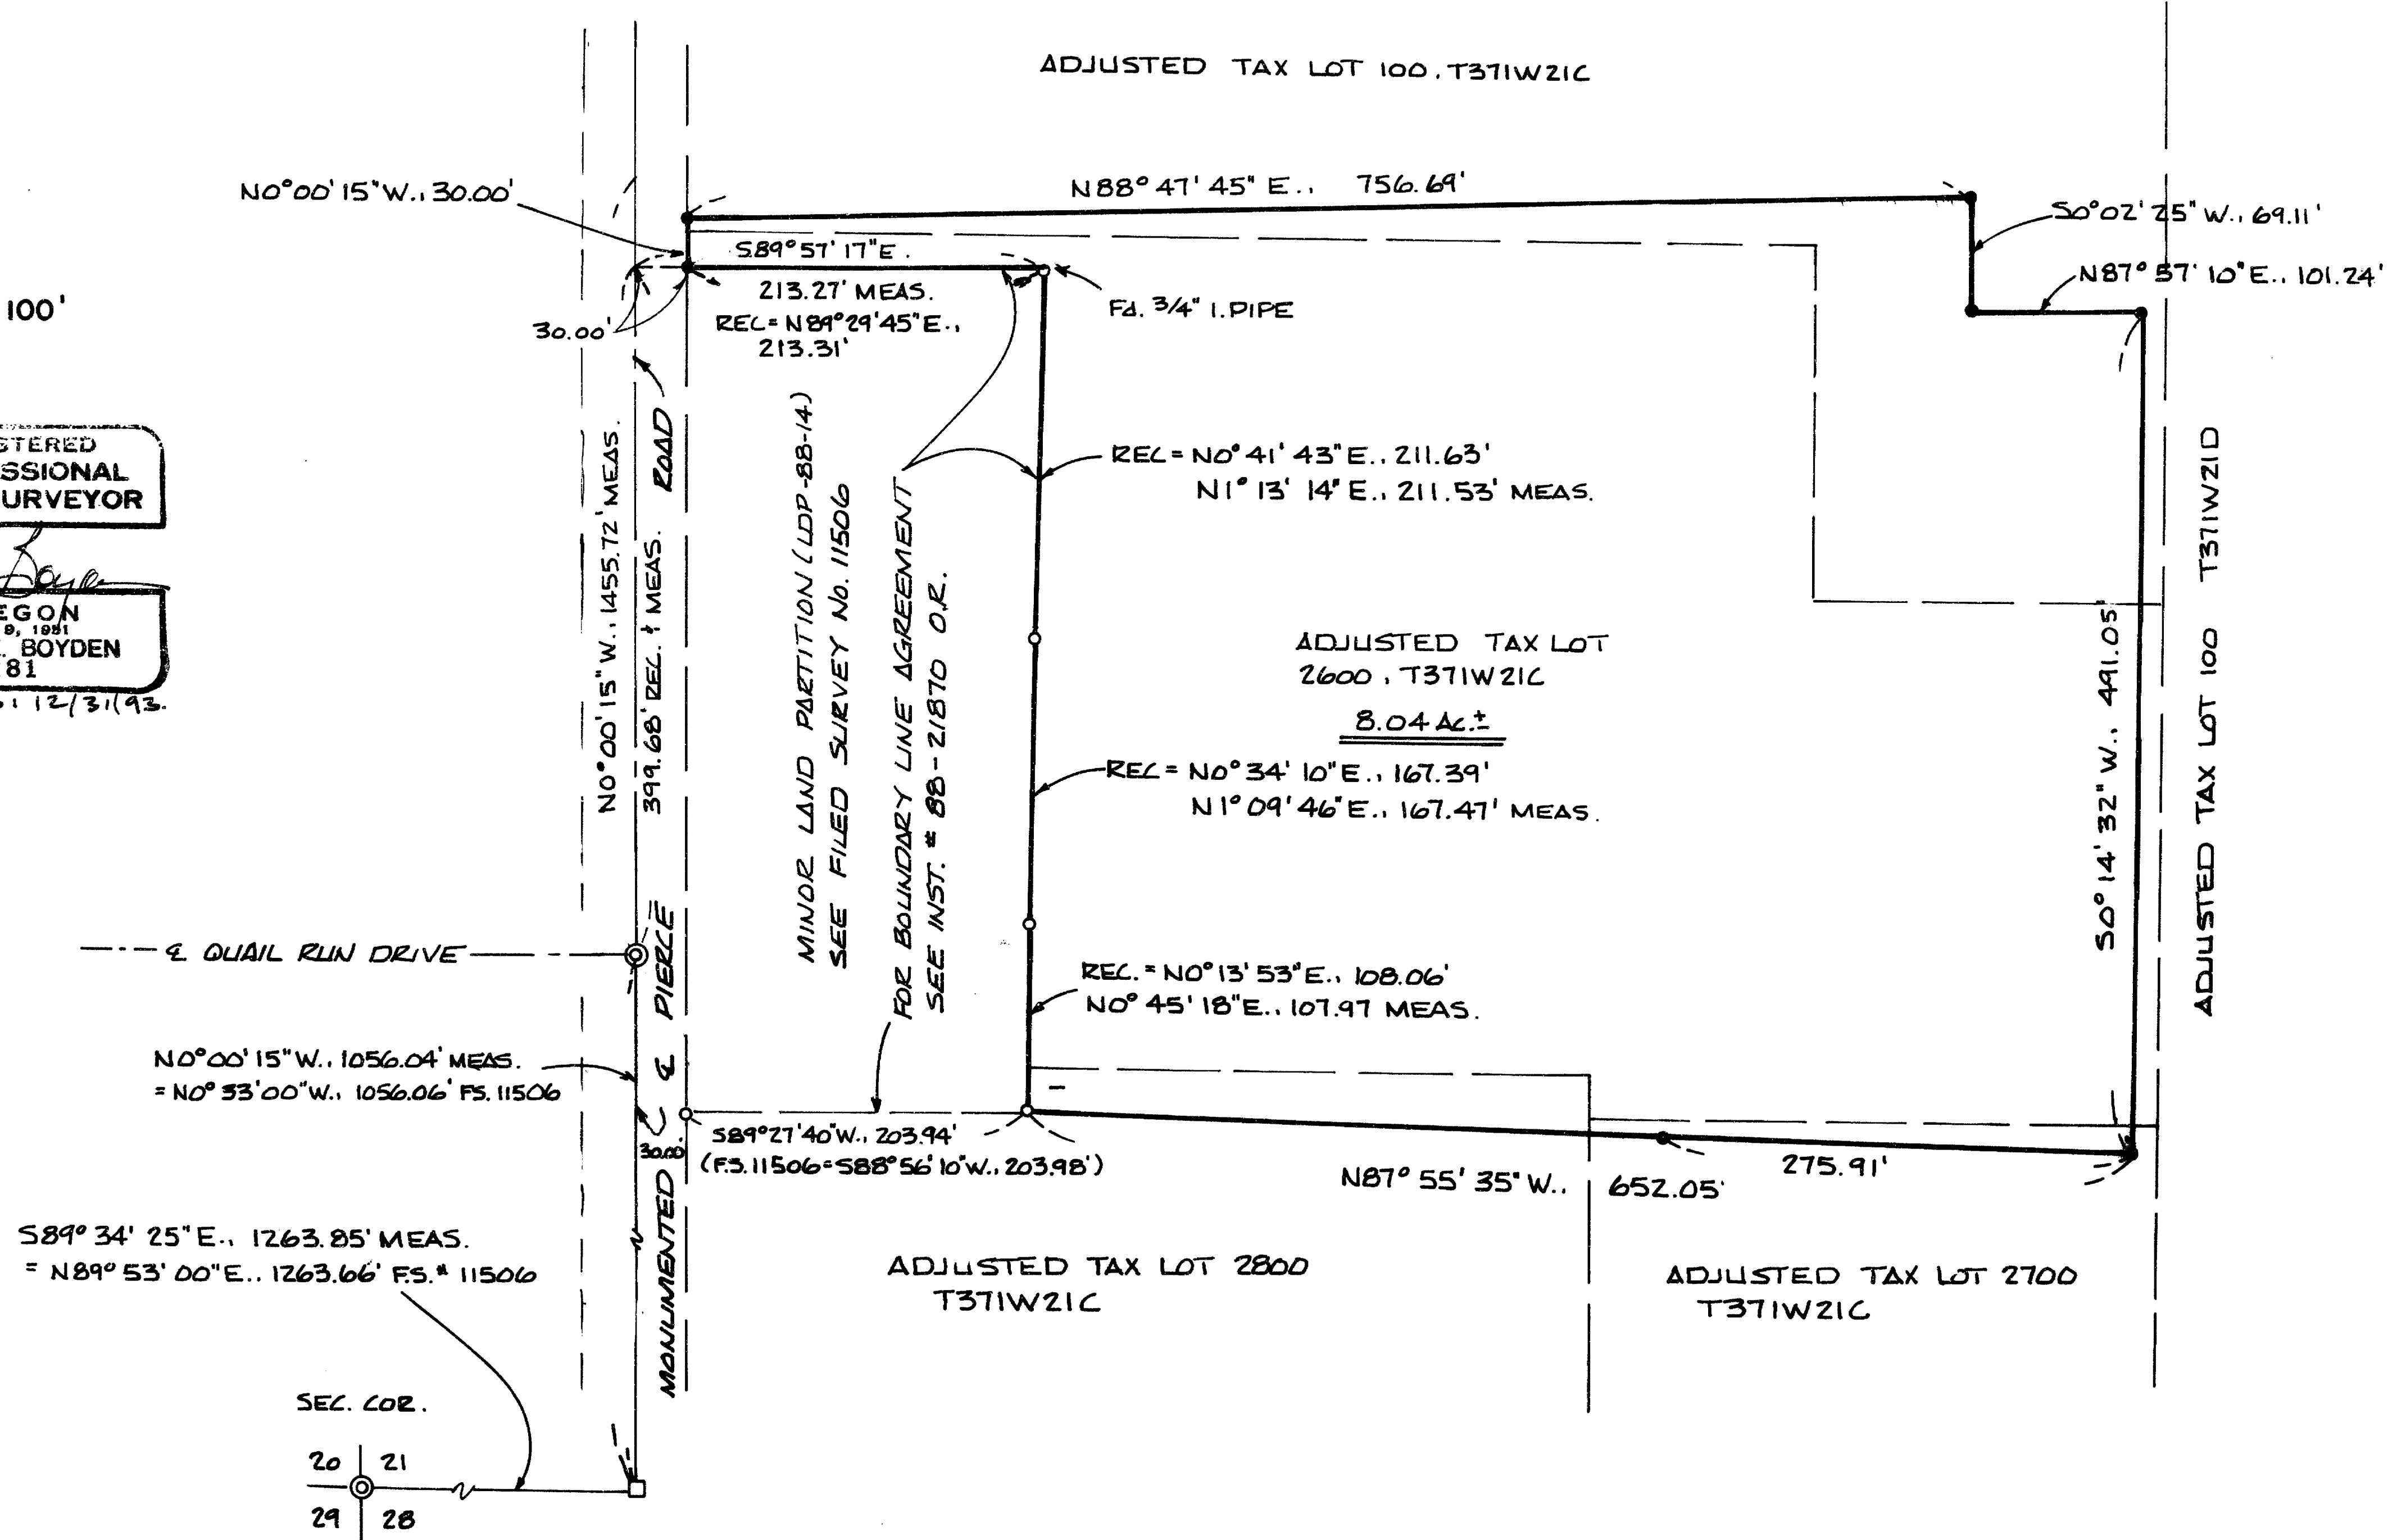 ADJUSTED TAX LOT 100, T371W21C
N0°00'15"W., 30.00'
N88°47'45"E., 756.69'
S0°02'25"W., 69.11'
N87°57'10"E., 101.24'
S89°57'17"E.
213.27' MEAS.
REC= N89°29'45"E.,
213.31'
30.00'
Fd. 3/4" I.PIPE
100'
STERED
SSIONAL
URVEYOR
EGON
9, 1981
BOYDEN
81
12/31/93.
N0°00'15"W., 1455.72' MEAS.
399.68' REC. & MEAS.
MONUMENTED ℄ PIERCE ROAD
MINOR LAND PARTITION (LDP-88-14)
SEE FILED SURVEY No. 11506
FOR BOUNDARY LINE AGREEMENT
SEE INST. # 88-21870 O.R.
REC= N0°41'43"E., 211.63'
N1°13'14"E., 211.53' MEAS.
ADJUSTED TAX LOT
2600, T371W21C
8.04 Ac.±
REC= N0°34'10"E., 167.39'
N1°09'46"E., 167.47' MEAS.
REC.= N0°13'53"E., 108.06'
N0°45'18"E., 107.97 MEAS.
S0°14'32"W., 491.05'
ADJUSTED TAX LOT 100 T371W21D
℄ QUAIL RUN DRIVE
N0°00'15"W., 1056.04' MEAS.
= N0°33'00"W., 1056.06' FS. 11506
30.00'
S89°27'40"W., 203.94'
(F.S. 11506=S88°56'10"W., 203.98')
N87°55'35"W., 652.05'
275.91'
S89°34'25"E., 1263.85' MEAS.
= N89°53'00"E., 1263.66' F.S.# 11506
ADJUSTED TAX LOT 2800
T371W21C
ADJUSTED TAX LOT 2700
T371W21C
SEC. COR.
20 21
29 28